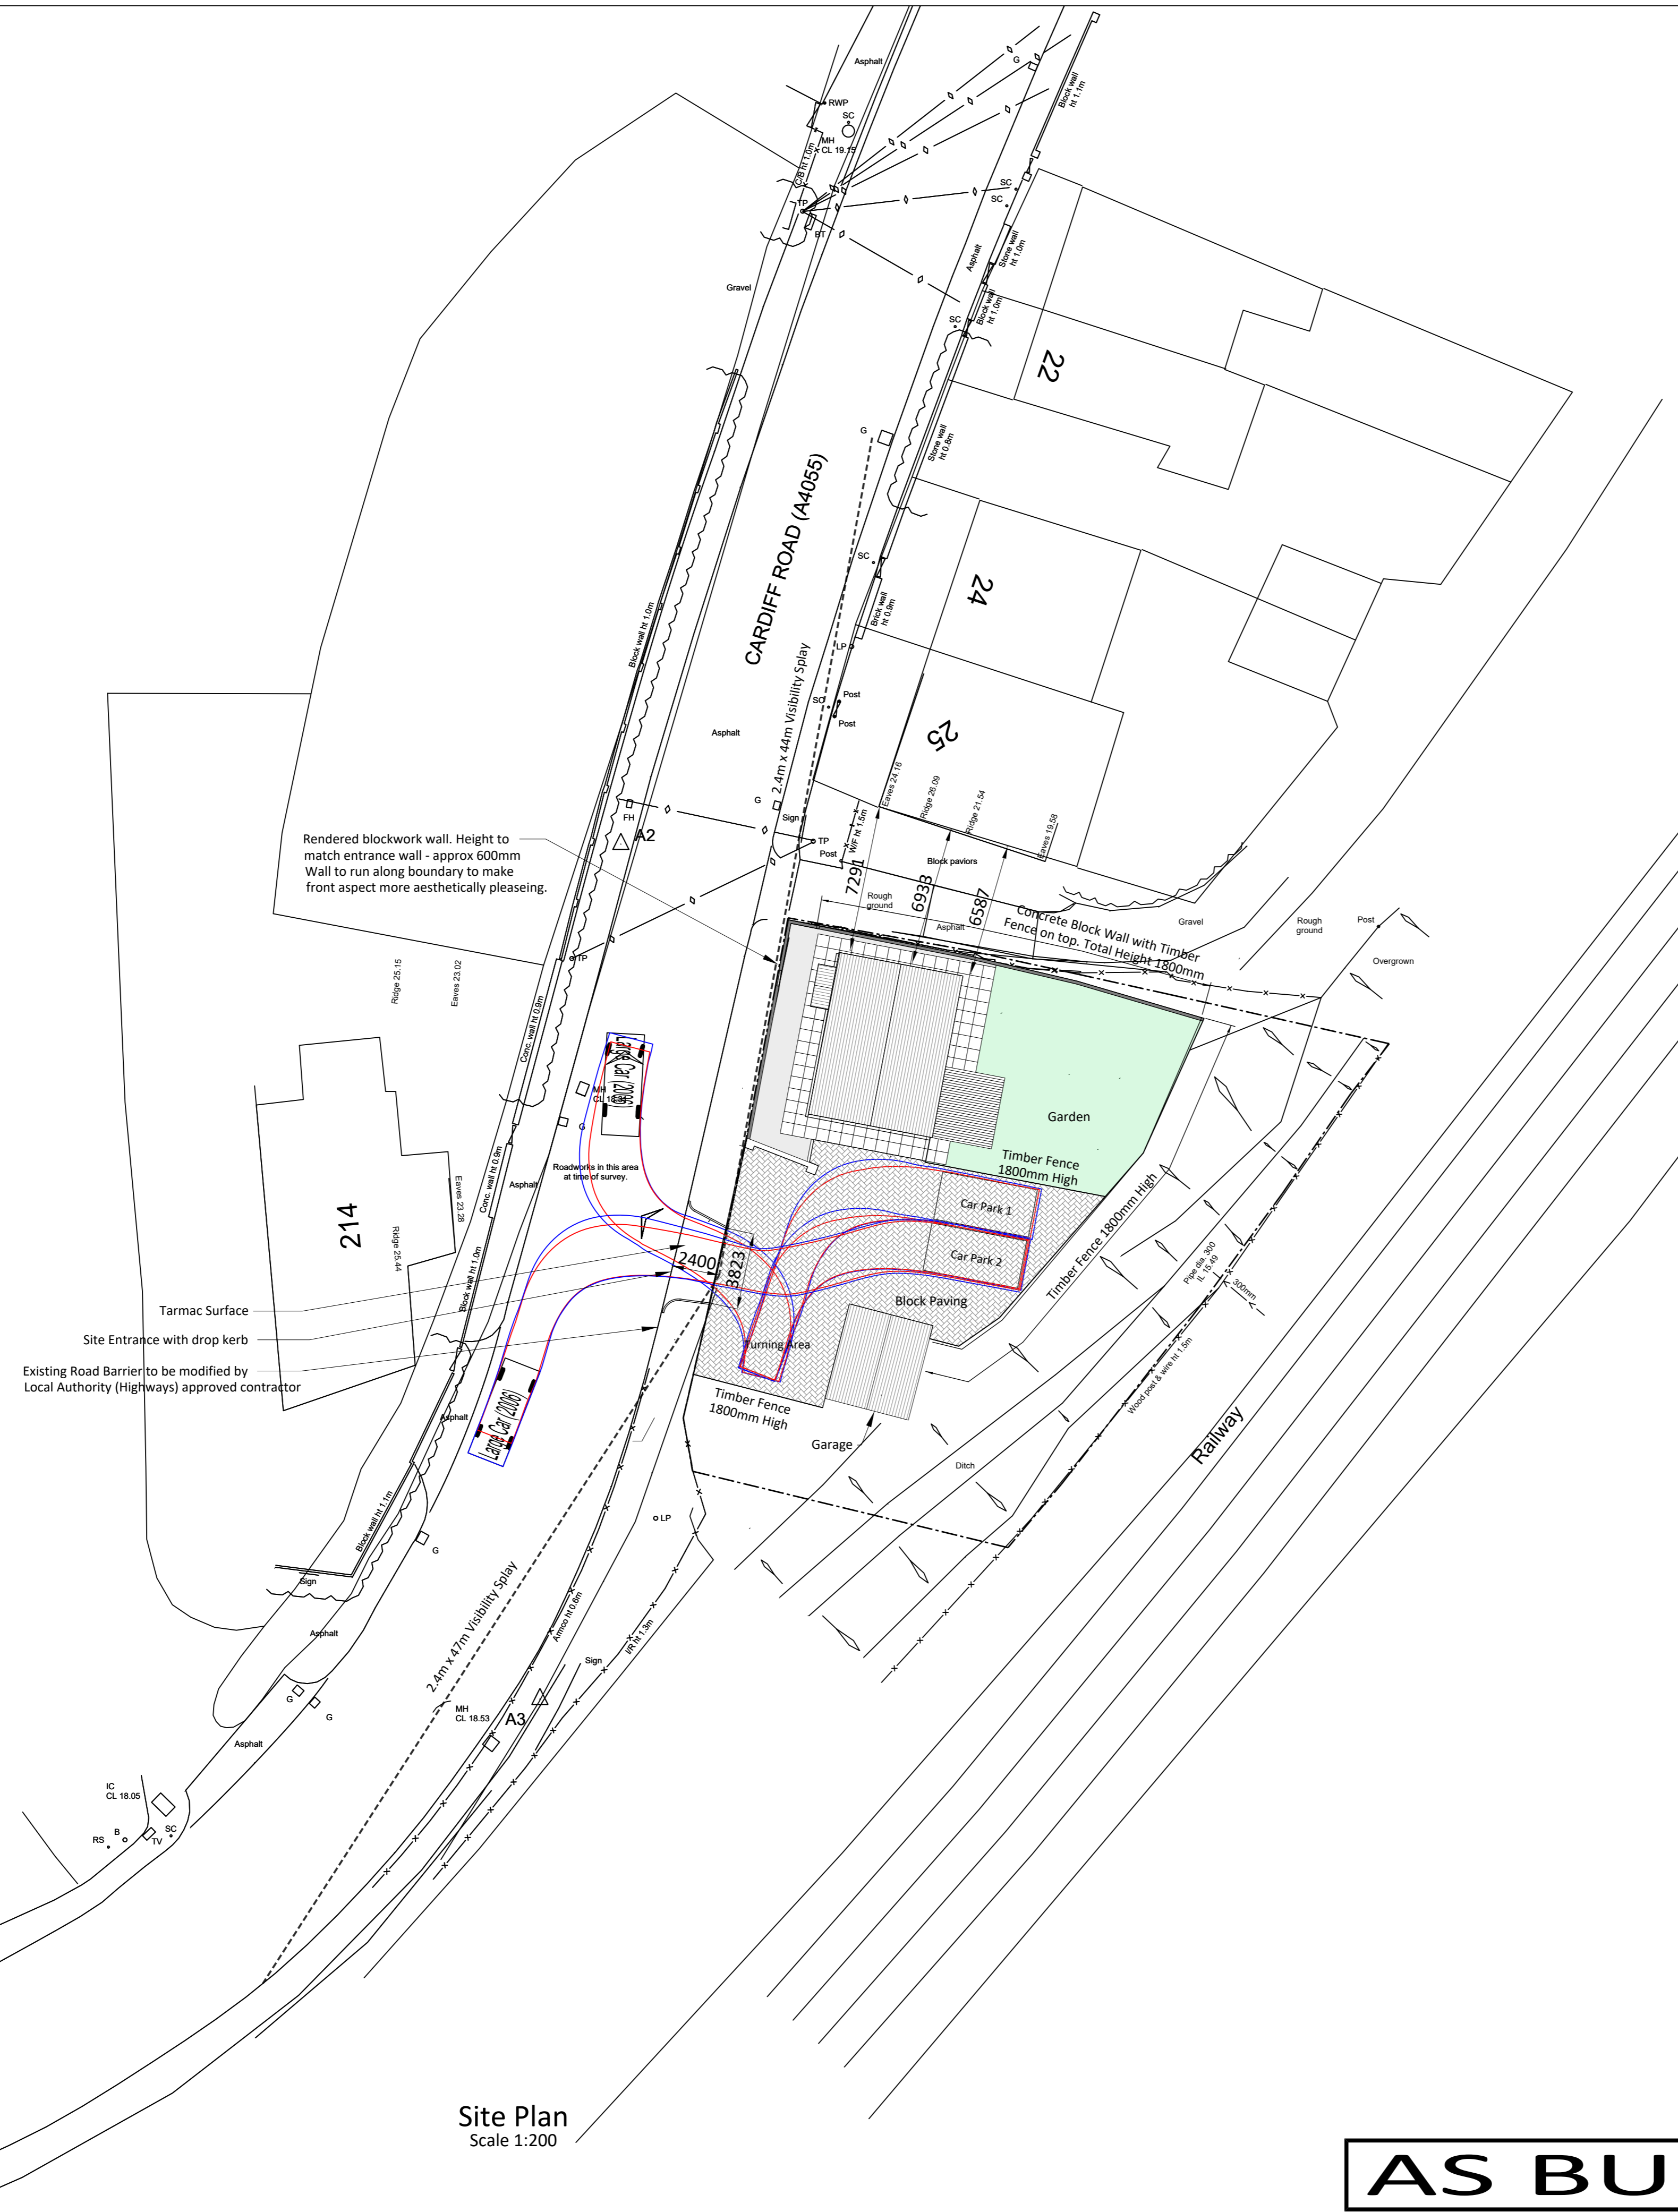 Asphalt
G
Block wall
ht 1.1m
RWP
SC
MH
CL 19.15
C/B ht 1.0m
TP
BT
SC
SC
Asphalt
Stone wall
ht 1.0m
Block wall
ht 1.0m
SC
Gravel
22
G
Stone wall
ht 0.8m
CARDIFF ROAD (A4055)
SC
24
Brick wall
ht 0.9m
Block wall ht 1.0m
LP
2.4m x 44m Visibility Splay
Post
Post
25
Asphalt
Eaves 24.16
Ridge 26.09
Ridge 21.54
Eaves 19.58
G
Sign
FH
A2
TP
Post
W/F ht 1.5m
Block paviors
Rendered blockwork wall. Height to
match entrance wall - approx 600mm
Wall to run along boundary to make
front aspect more aesthetically pleaseing.
7291
6933
6587
Rough
ground
Asphalt
Concrete Block Wall with Timber
Fence on top. Total Height 1800mm
Gravel
Rough
ground
Post
Overgrown
TP
Ridge 25.15
Eaves 23.02
Conc. wall ht 0.9m
Large Car (2006)
MH
G
Garden
Roadworks in this area
at time of survey.
Timber Fence
1800mm High
Conc. wall ht 0.9m
Asphalt
Eaves 23.28
214
Ridge 25.44
Car Park 1
Car Park 2
2400
3823
Timber Fence 1800mm High
Pipe dia. 300
IL 15.49
300mm
Block wall ht 1.0m
Tarmac Surface
Block Paving
Site Entrance with drop kerb
Turning Area
Existing Road Barrier to be modified by
Local Authority (Highways) approved contractor
Wood post & wire ht 1.5m
Large Car (2006)
Asphalt
Timber Fence
1800mm High
Garage
Railway
Ditch
Block wall ht 1.1m
LP
G
Sign
2.4m x 47m Visibility Splay
Armco ht 0.6m
I/R ht 1.3m
Asphalt
Sign
G
G
MH
CL 18.53
A3
Asphalt
IC
CL 18.05
RS
B
TV
SC
Site Plan
Scale 1:200
AS BU